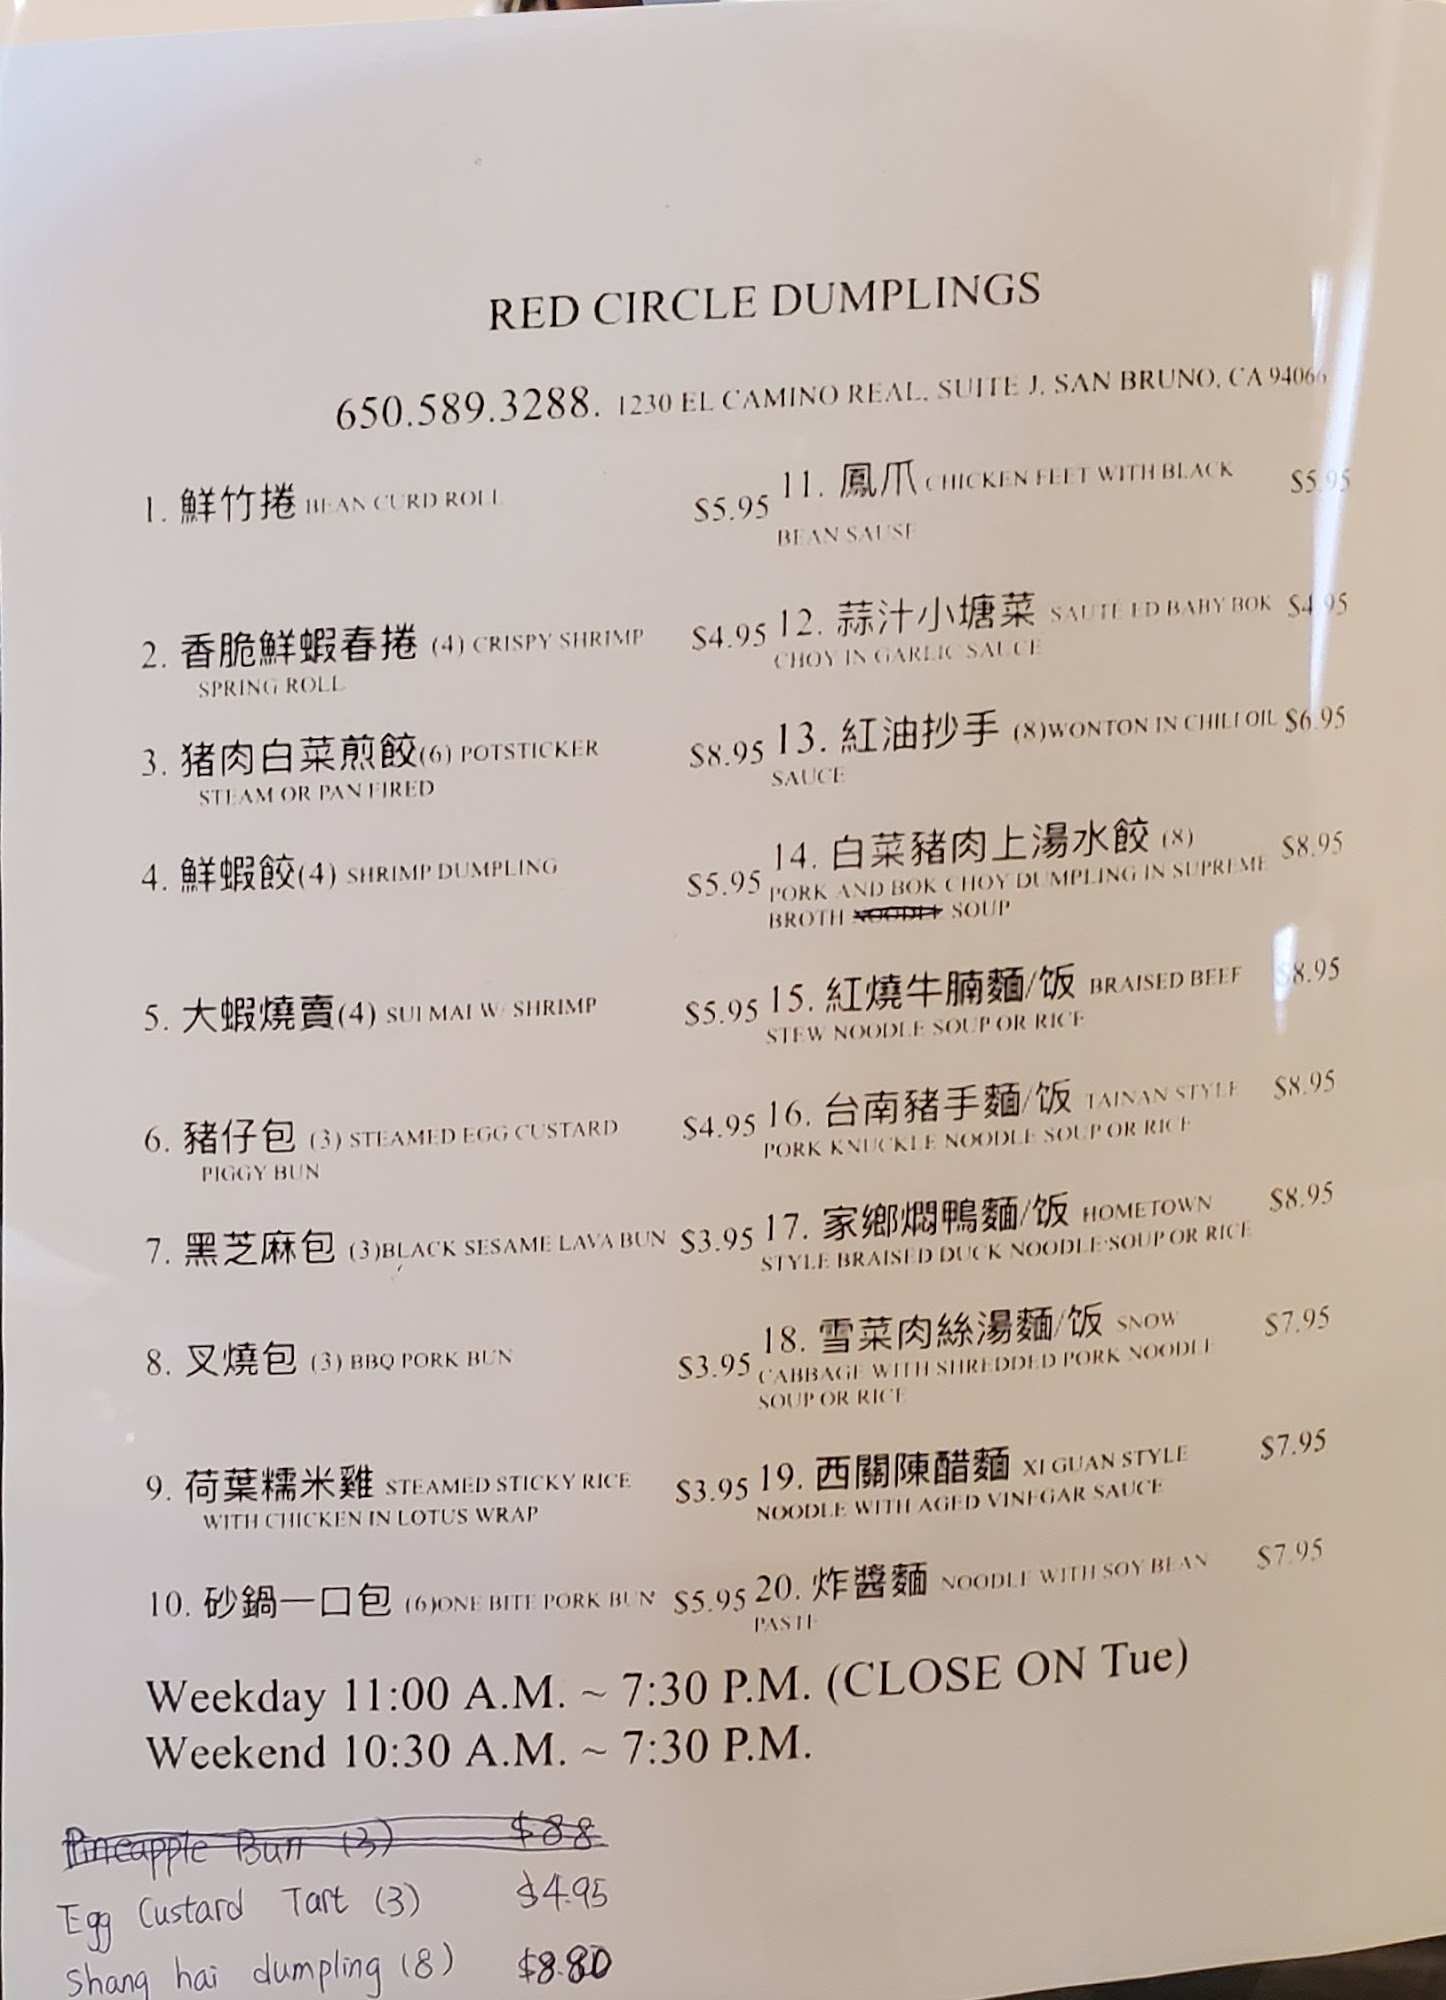 RED CIRCLE DUMPLINGS
650.589.3288. 1230 EL CAMINO REAL, SUITE J, SAN BRUNO, CA 94066
1. 鮮竹捲 BEAN CURD ROLL $5.95
2. 香脆鮮蝦春捲 (4) CRISPY SHRIMP $4.95
SPRING ROLL
3. 猪肉白菜煎餃(6) POTSTICKER $8.95
STEAM OR PAN FIRED
4. 鮮蝦餃(4) SHRIMP DUMPLING $5.95
5. 大蝦燒賣(4) SUI MAI W/ SHRIMP $5.95
6. 豬仔包 (3) STEAMED EGG CUSTARD $4.95
PIGGY BUN
7. 黑芝麻包 (3)BLACK SESAME LAVA BUN $3.95
8. 叉燒包 (3) BBQ PORK BUN $3.95
9. 荷葉糯米雞 STEAMED STICKY RICE $3.95
WITH CHICKEN IN LOTUS WRAP
10. 砂鍋一口包 (6)ONE BITE PORK BUN $5.95
11. 鳳爪 CHICKEN FEET WITH BLACK $5.95
BEAN SAUSE
12. 蒜汁小塘菜 SAUTE ED BABY BOK $4.95
CHOY IN GARLIC SAUCE
13. 紅油抄手 (8)WONTON IN CHILI OIL $6.95
SAUCE
14. 白菜豬肉上湯水餃 (8) $8.95
PORK AND BOK CHOY DUMPLING IN SUPREME
BROTH NOODLE SOUP
15. 紅燒牛腩麵/饭 BRAISED BEEF $8.95
STEW NOODLE SOUP OR RICE
16. 台南豬手麵/饭 TAINAN STYLE $8.95
PORK KNUCKLE NOODLE SOUP OR RICE
17. 家鄉燜鴨麵/饭 HOMETOWN $8.95
STYLE BRAISED DUCK NOODLE SOUP OR RICE
18. 雪菜肉絲湯麵/饭 SNOW $7.95
CABBAGE WITH SHREDDED PORK NOODLE
SOUP OR RICE
19. 西關陳醋麵 XI GUAN STYLE $7.95
NOODLE WITH AGED VINEGAR SAUCE
20. 炸醬麵 NOODLE WITH SOY BEAN $7.95
PASTE
Weekday 11:00 A.M. ~ 7:30 P.M. (CLOSE ON Tue)
Weekend 10:30 A.M. ~ 7:30 P.M.
Pineapple Bun (3) $88
Egg Custard Tart (3) $4.95
Shang hai dumpling (8) $8.80